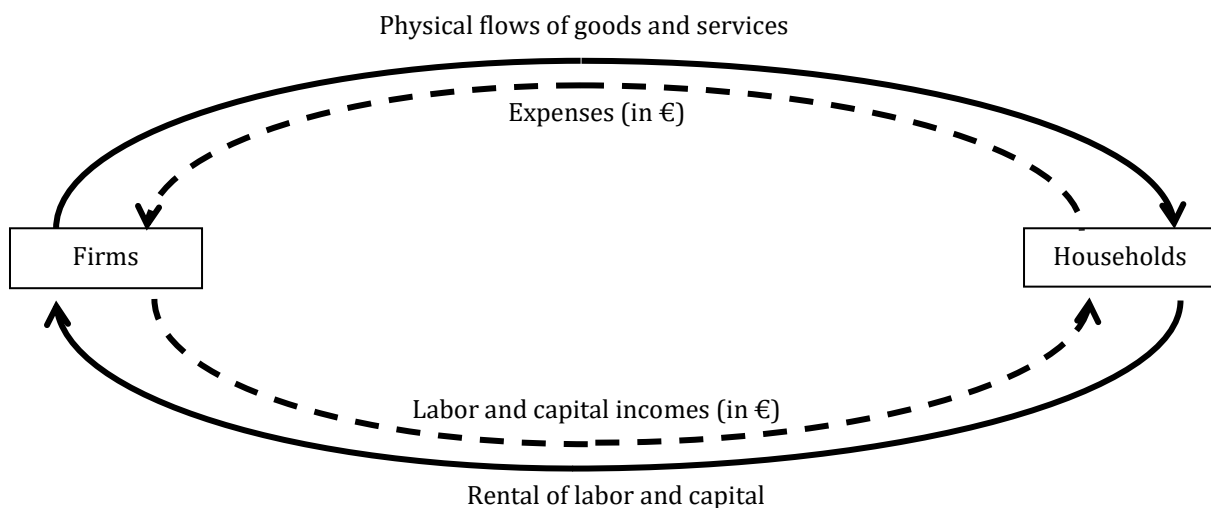 Physical flows of goods and services
Expenses (in €)
Firms
Households
Labor and capital incomes (in €)
Rental of labor and capital